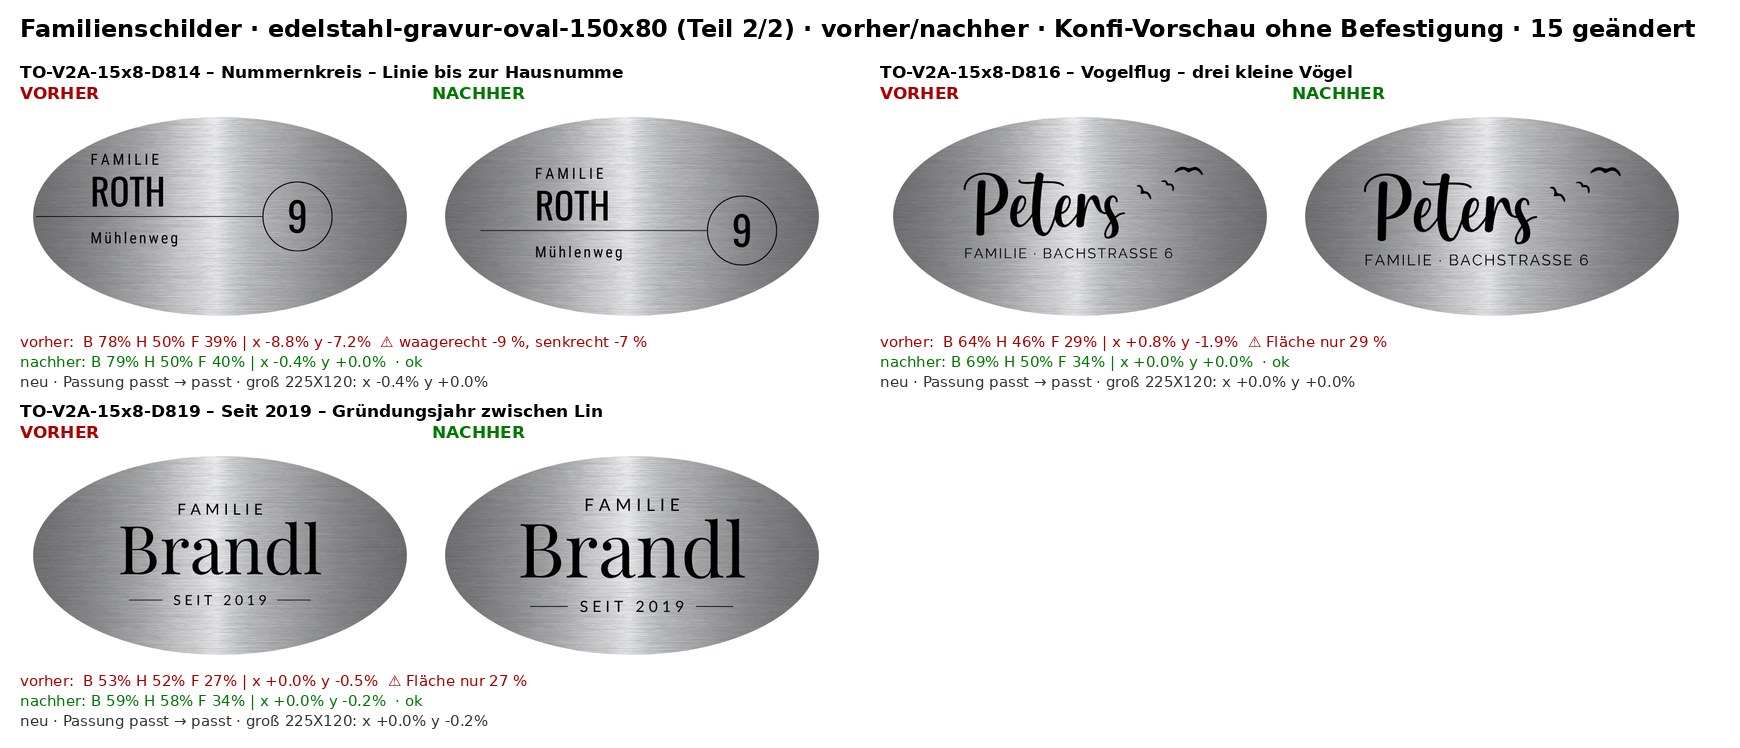 Familienschilder · edelstahl-gravur-oval-150x80 (Teil 2/2) · vorher/nachher · Konfi-Vorschau ohne Befestigung · 15 geändert
TO-V2A-15x8-D814 – Nummernkreis – Linie bis zur Hausnumme
VORHER
NACHHER
FAMILIE
ROTH
9
Mühlenweg
FAMILIE
ROTH
9
Mühlenweg
vorher:  B 78% H 50% F 39% | x -8.8% y -7.2%  ⚠ waagerecht -9 %, senkrecht -7 %
nachher: B 79% H 50% F 40% | x -0.4% y +0.0%  · ok
neu · Passung passt → passt · groß 225X120: x -0.4% y +0.0%
TO-V2A-15x8-D816 – Vogelflug – drei kleine Vögel
VORHER
NACHHER
Peters
FAMILIE · BACHSTRASSE 6
Peters
FAMILIE · BACHSTRASSE 6
vorher:  B 64% H 46% F 29% | x +0.8% y -1.9%  ⚠ Fläche nur 29 %
nachher: B 69% H 50% F 34% | x +0.0% y +0.0%  · ok
neu · Passung passt → passt · groß 225X120: x +0.0% y +0.0%
TO-V2A-15x8-D819 – Seit 2019 – Gründungsjahr zwischen Lin
VORHER
NACHHER
FAMILIE
Brandl
SEIT 2019
FAMILIE
Brandl
SEIT 2019
vorher:  B 53% H 52% F 27% | x +0.0% y -0.5%  ⚠ Fläche nur 27 %
nachher: B 59% H 58% F 34% | x +0.0% y -0.2%  · ok
neu · Passung passt → passt · groß 225X120: x +0.0% y -0.2%